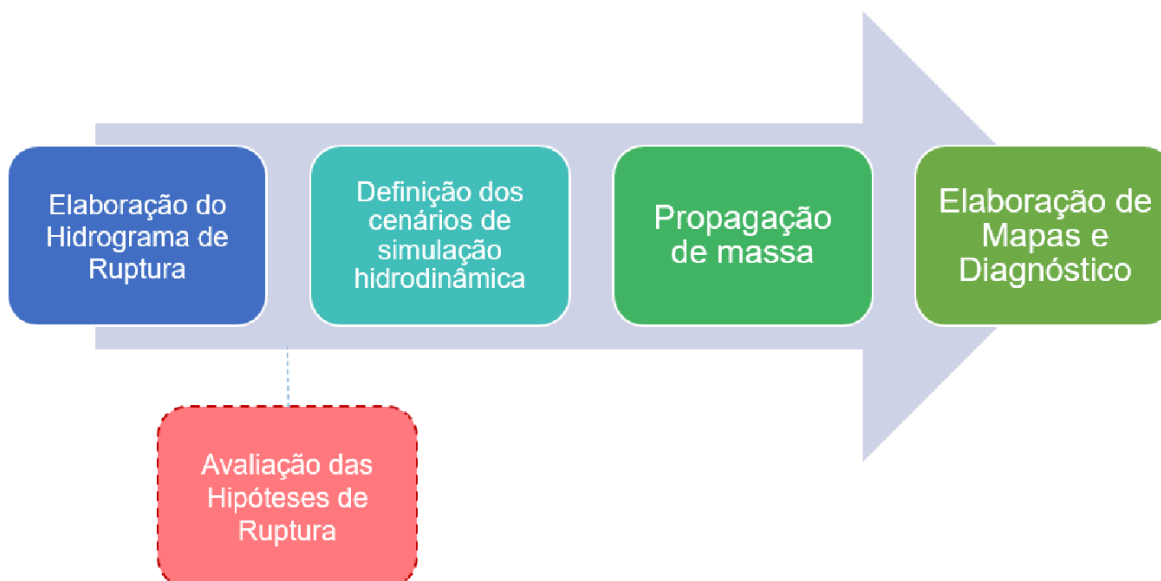 Elaboração do
Hidrograma de
Ruptura
Definição dos
cenários de
simulação
hidrodinâmica
Propagação
de massa
Elaboração de
Mapas e
Diagnóstico
Avaliação das
Hipóteses de
Ruptura